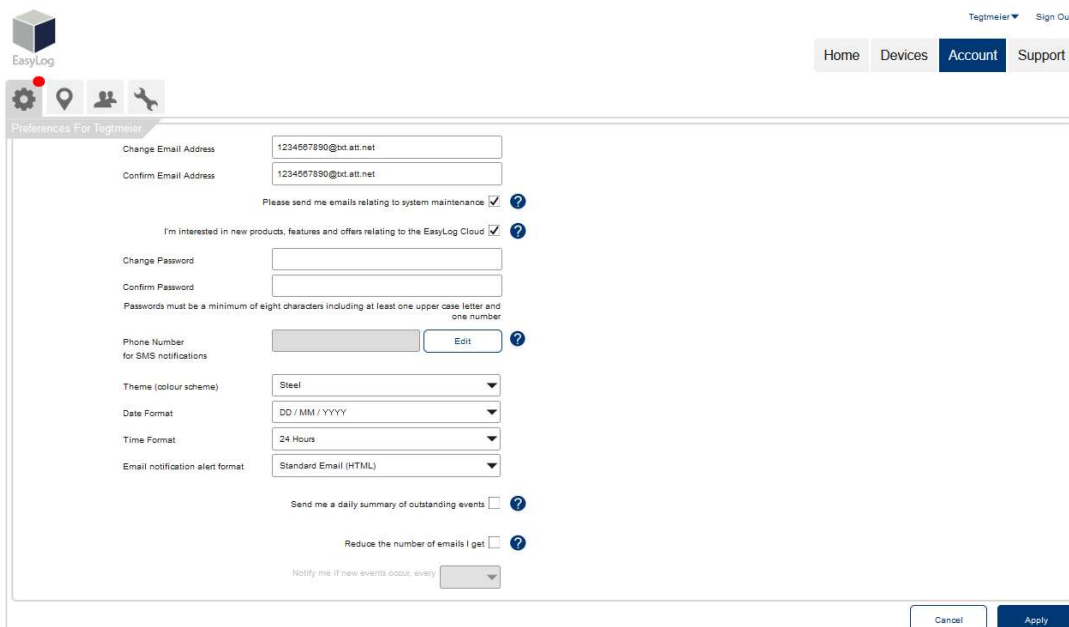 Tegtmeier Sign Ou
EasyLog
Home Devices Account Support
Preferences For Tegtmeier
Change Email Address 1234567890@txt.att.net
Confirm Email Address 1234567890@txt.att.net
Please send me emails relating to system maintenance
I'm interested in new products, features and offers relating to the EasyLog Cloud
Change Password
Confirm Password
Passwords must be a minimum of eight characters including at least one upper case letter and
one number
Phone Number Edit
for SMS notifications
Theme (colour scheme) Steel
Date Format DD / MM / YYYY
Time Format 24 Hours
Email notification alert format Standard Email (HTML)
Send me a daily summary of outstanding events
Reduce the number of emails I get
Notify me if new events occur, every
Cancel Apply